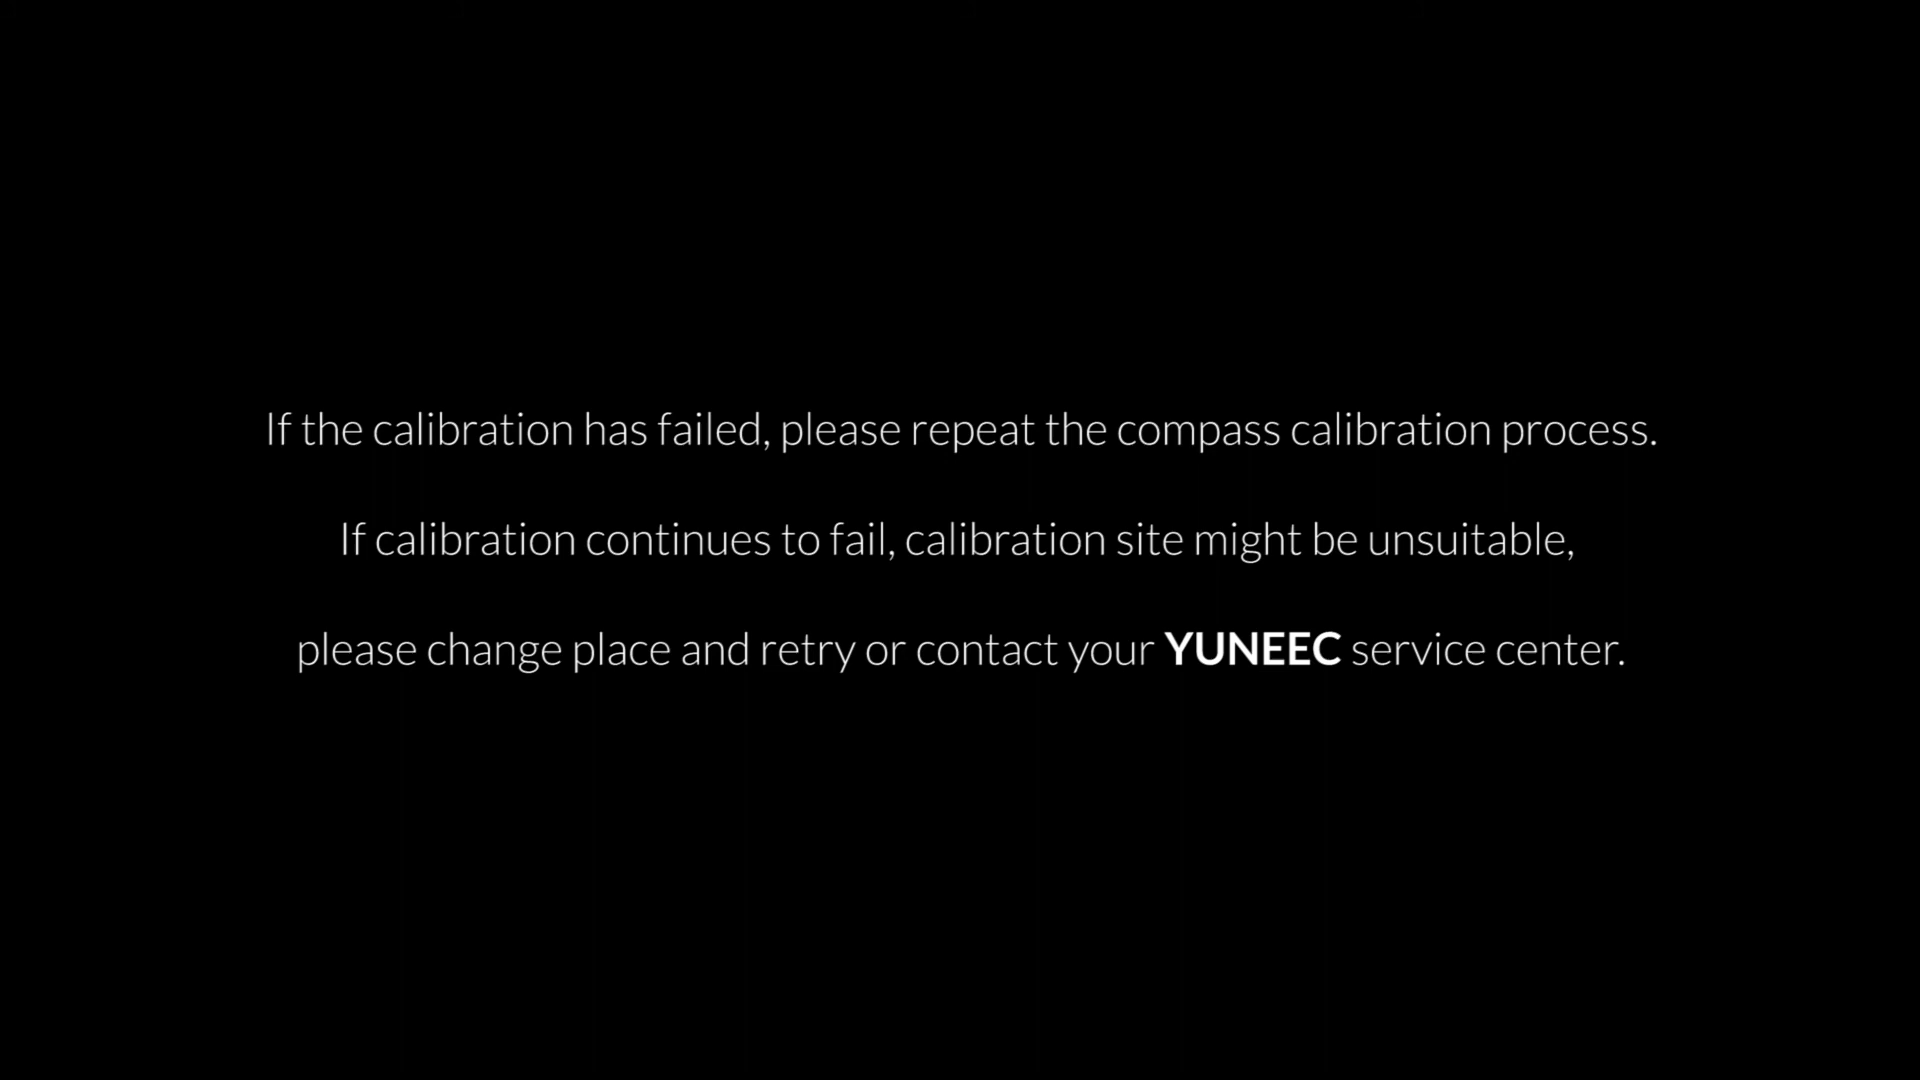 If the calibration has failed, please repeat the compass calibration process.
If calibration continues to fail, calibration site might be unsuitable,
please change place and retry or contact your YUNEEC service center.